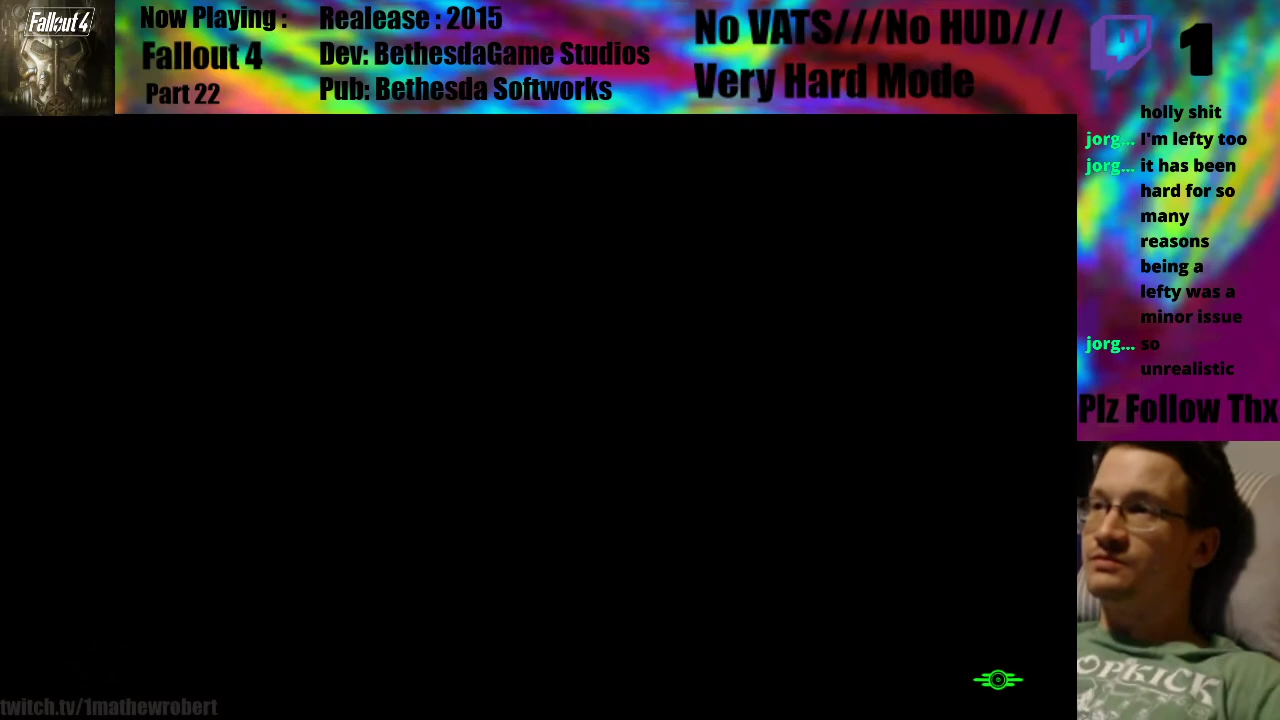 Fallout 4
Now Playing :
Fallout 4
Part 22
Realease : 2015
Dev: BethesdaGame Studios
Pub: Bethesda Softworks
No VATS///No HUD///
Very Hard Mode
1
holly shit
jorg... I'm lefty too
jorg... it has been
hard for so
many
reasons
being a
lefty was a
minor issue
jorg... so
unrealistic
Plz Follow Thx
OPKICK
twitch.tv/1mathewrobert